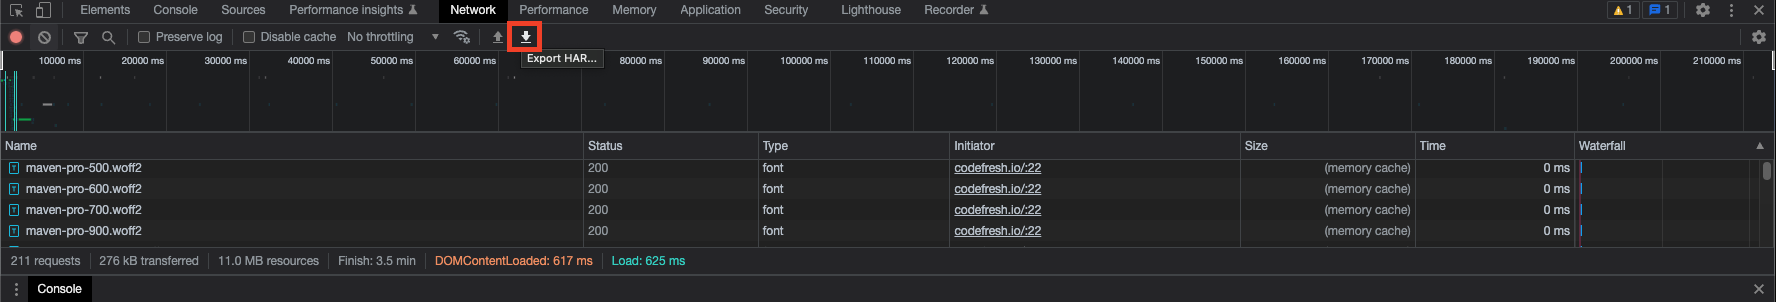 Elements Console Sources Performance insights Network Performance Memory Application Security Lighthouse Recorder 1 1
Preserve log Disable cache No throttling
Export HAR...
10000 ms 20000 ms 30000 ms 40000 ms 50000 ms 60000 ms 80000 ms 90000 ms 100000 ms 110000 ms 120000 ms 130000 ms 140000 ms 150000 ms 160000 ms 170000 ms 180000 ms 190000 ms 200000 ms 210000 ms
Name Status Type Initiator Size Time Waterfall
maven-pro-500.woff2 200 font codefresh.io/:22 (memory cache) 0 ms
maven-pro-600.woff2 200 font codefresh.io/:22 (memory cache) 0 ms
maven-pro-700.woff2 200 font codefresh.io/:22 (memory cache) 0 ms
maven-pro-900.woff2 200 font codefresh.io/:22 (memory cache) 0 ms
211 requests 276 kB transferred 11.0 MB resources Finish: 3.5 min DOMContentLoaded: 617 ms Load: 625 ms
Console